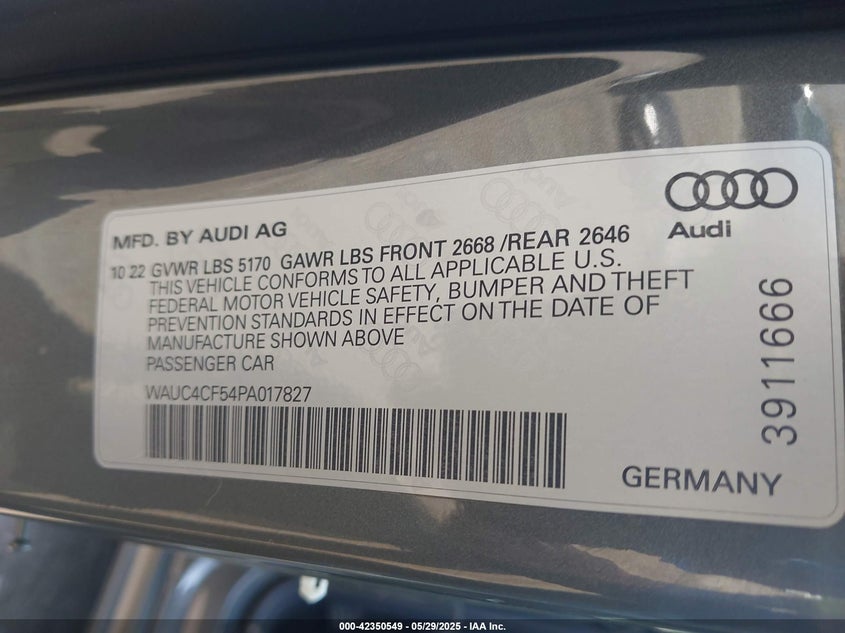 Audi
MFD. BY AUDI AG
10 22 GVWR LBS 5170 GAWR LBS FRONT 2668 /REAR 2646
THIS VEHICLE CONFORMS TO ALL APPLICABLE U.S.
FEDERAL MOTOR VEHICLE SAFETY, BUMPER AND THEFT
PREVENTION STANDARDS IN EFFECT ON THE DATE OF
MANUFACTURE SHOWN ABOVE
PASSENGER CAR
WAUC4CF54PA017827
3911666
GERMANY
000-42350549 - 05/29/2025 - IAA Inc.